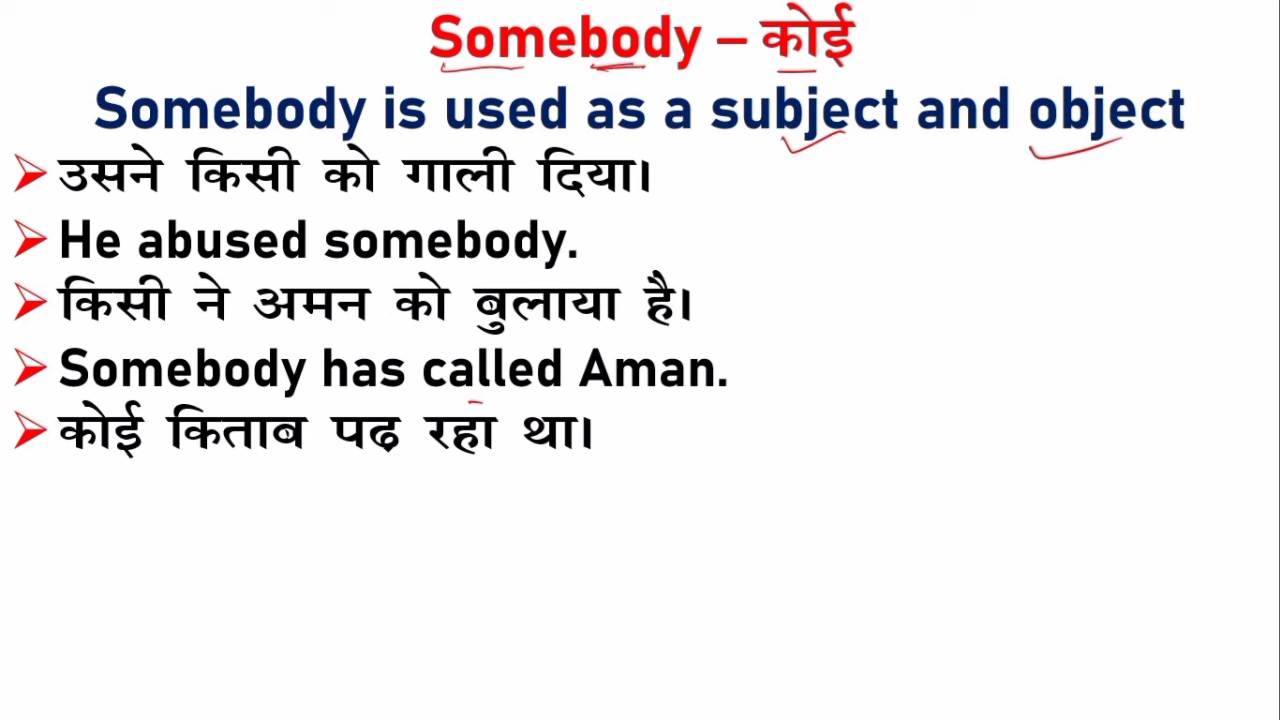 Somebody – कोई
Somebody is used as a subject and object
उसने किसी को गाली दिया।
He abused somebody.
किसी ने अमन को बुलाया है।
Somebody has called Aman.
कोई किताब पढ़ रहा था।